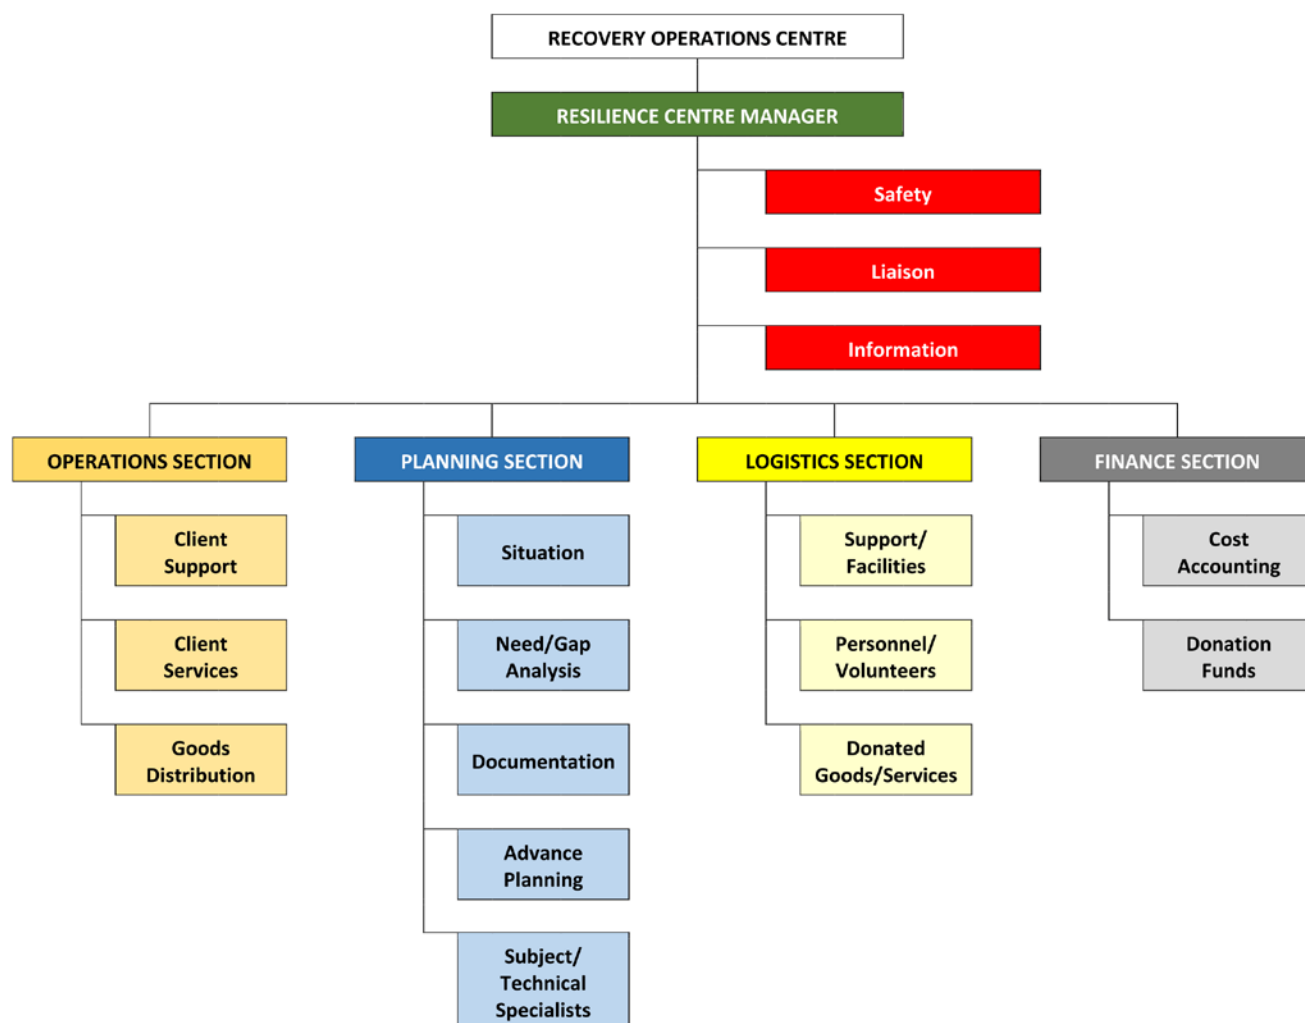 RECOVERY OPERATIONS CENTRE
RESILIENCE CENTRE MANAGER
Safety
Liaison
Information
OPERATIONS SECTION
Client
Support
Client
Services
Goods
Distribution
PLANNING SECTION
Situation
Need/Gap
Analysis
Documentation
Advance
Planning
Subject/
Technical
Specialists
LOGISTICS SECTION
Support/
Facilities
Personnel/
Volunteers
Donated
Goods/Services
FINANCE SECTION
Cost
Accounting
Donation
Funds